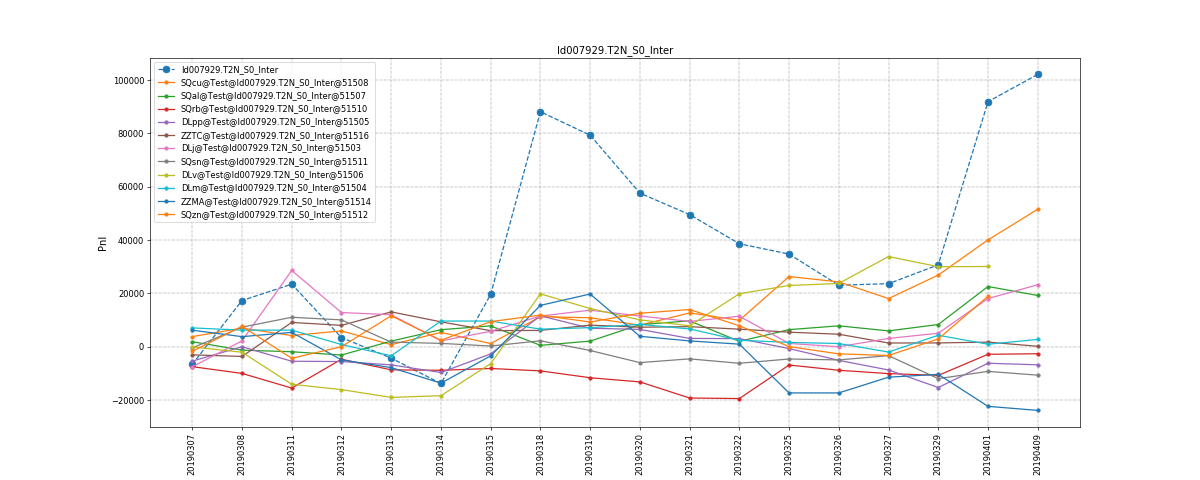 Id007929.T2N_S0_Inter
Id007929.T2N_S0_Inter
SQcu@Test@Id007929.T2N_S0_Inter@51508
SQal@Test@Id007929.T2N_S0_Inter@51507
SQrb@Test@Id007929.T2N_S0_Inter@51510
DLpp@Test@Id007929.T2N_S0_Inter@51505
ZZTC@Test@Id007929.T2N_S0_Inter@51516
DLj@Test@Id007929.T2N_S0_Inter@51503
SQsn@Test@Id007929.T2N_S0_Inter@51511
DLv@Test@Id007929.T2N_S0_Inter@51506
DLm@Test@Id007929.T2N_S0_Inter@51504
ZZMA@Test@Id007929.T2N_S0_Inter@51514
SQzn@Test@Id007929.T2N_S0_Inter@51512
Pnl
100000
80000
60000
40000
20000
0
−20000
20190307
20190308
20190311
20190312
20190313
20190314
20190315
20190318
20190319
20190320
20190321
20190322
20190325
20190326
20190327
20190329
20190401
20190409